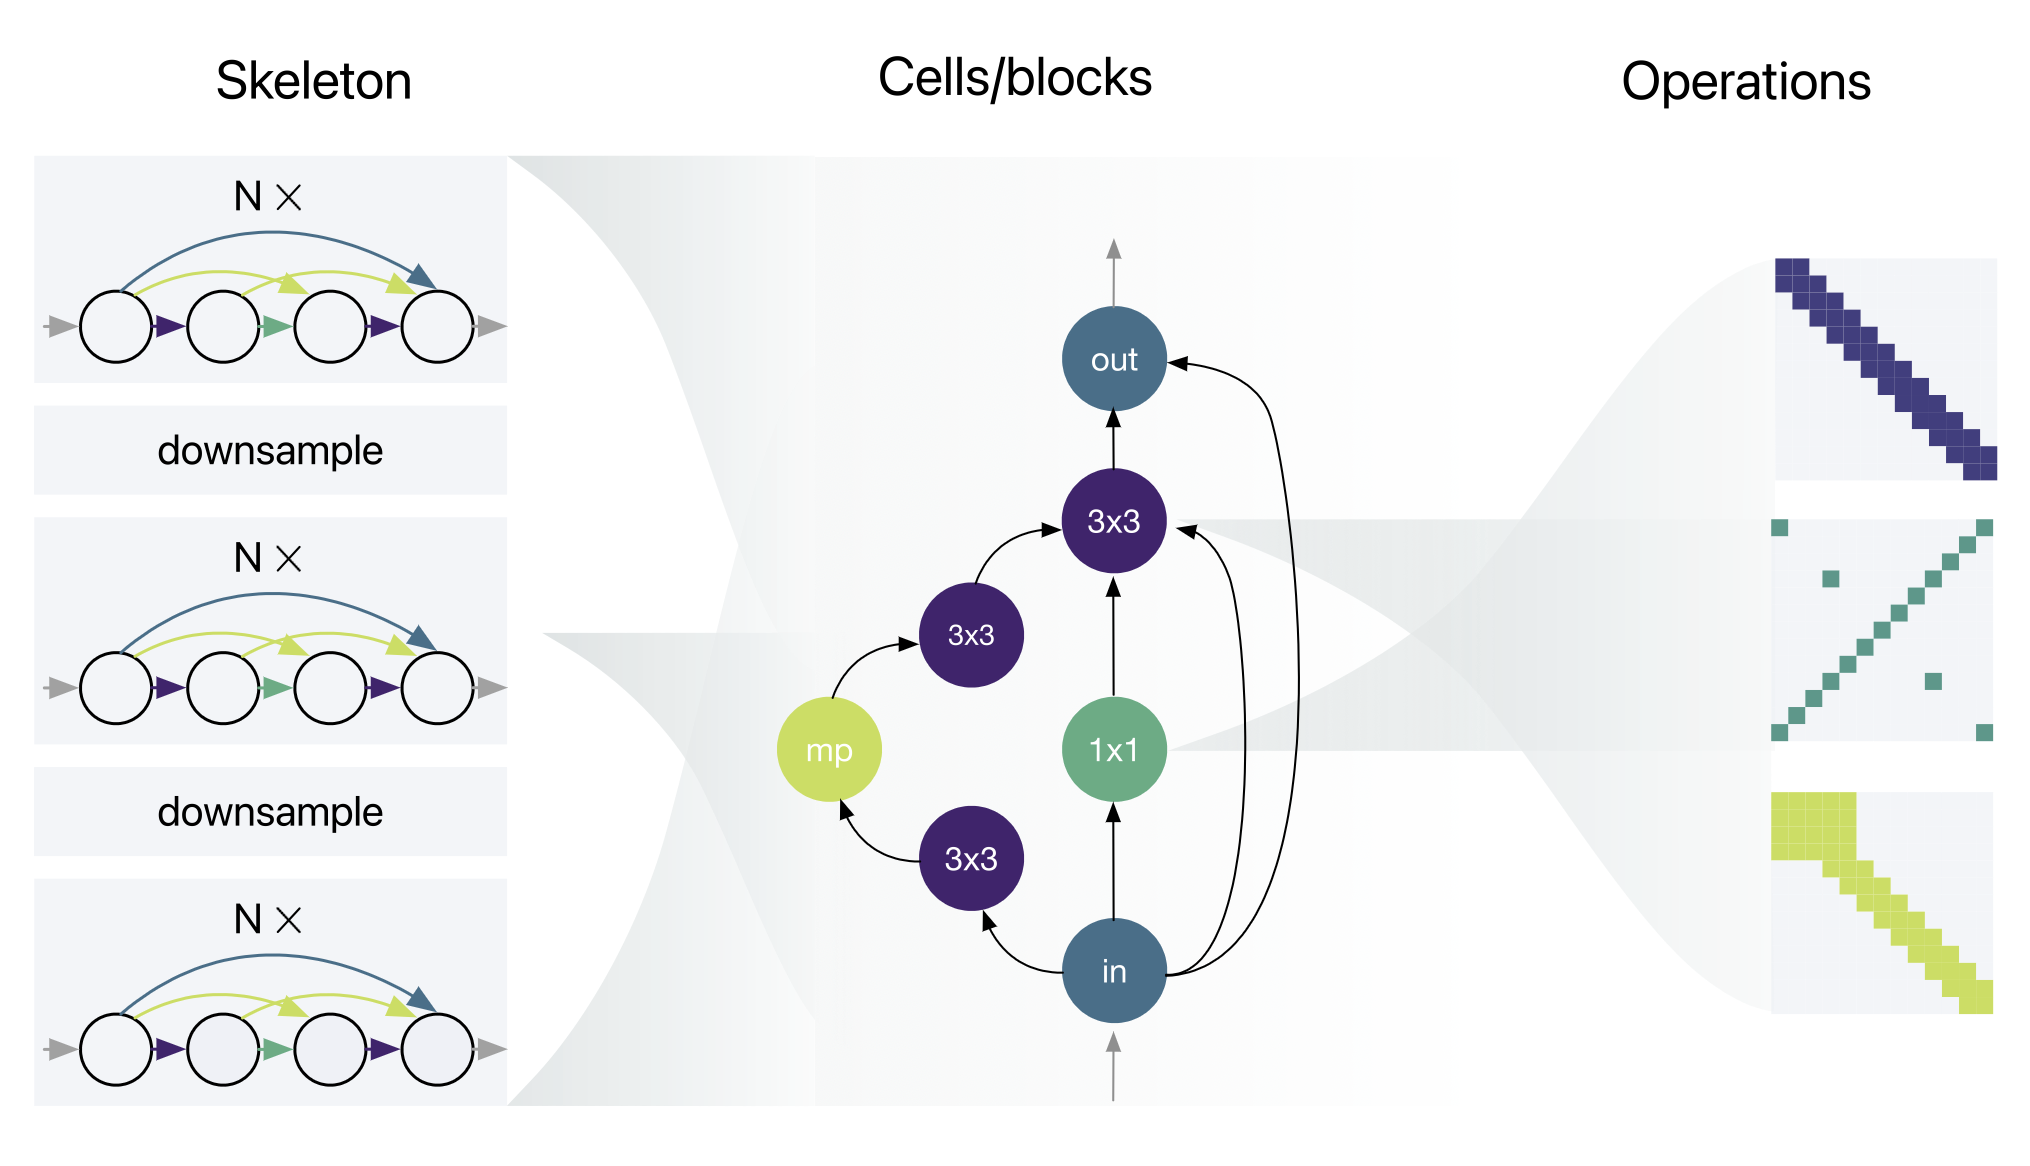 Skeleton
Cells/blocks
Operations
N ×
downsample
N ×
downsample
N ×
out
3x3
3x3
mp
1x1
3x3
in